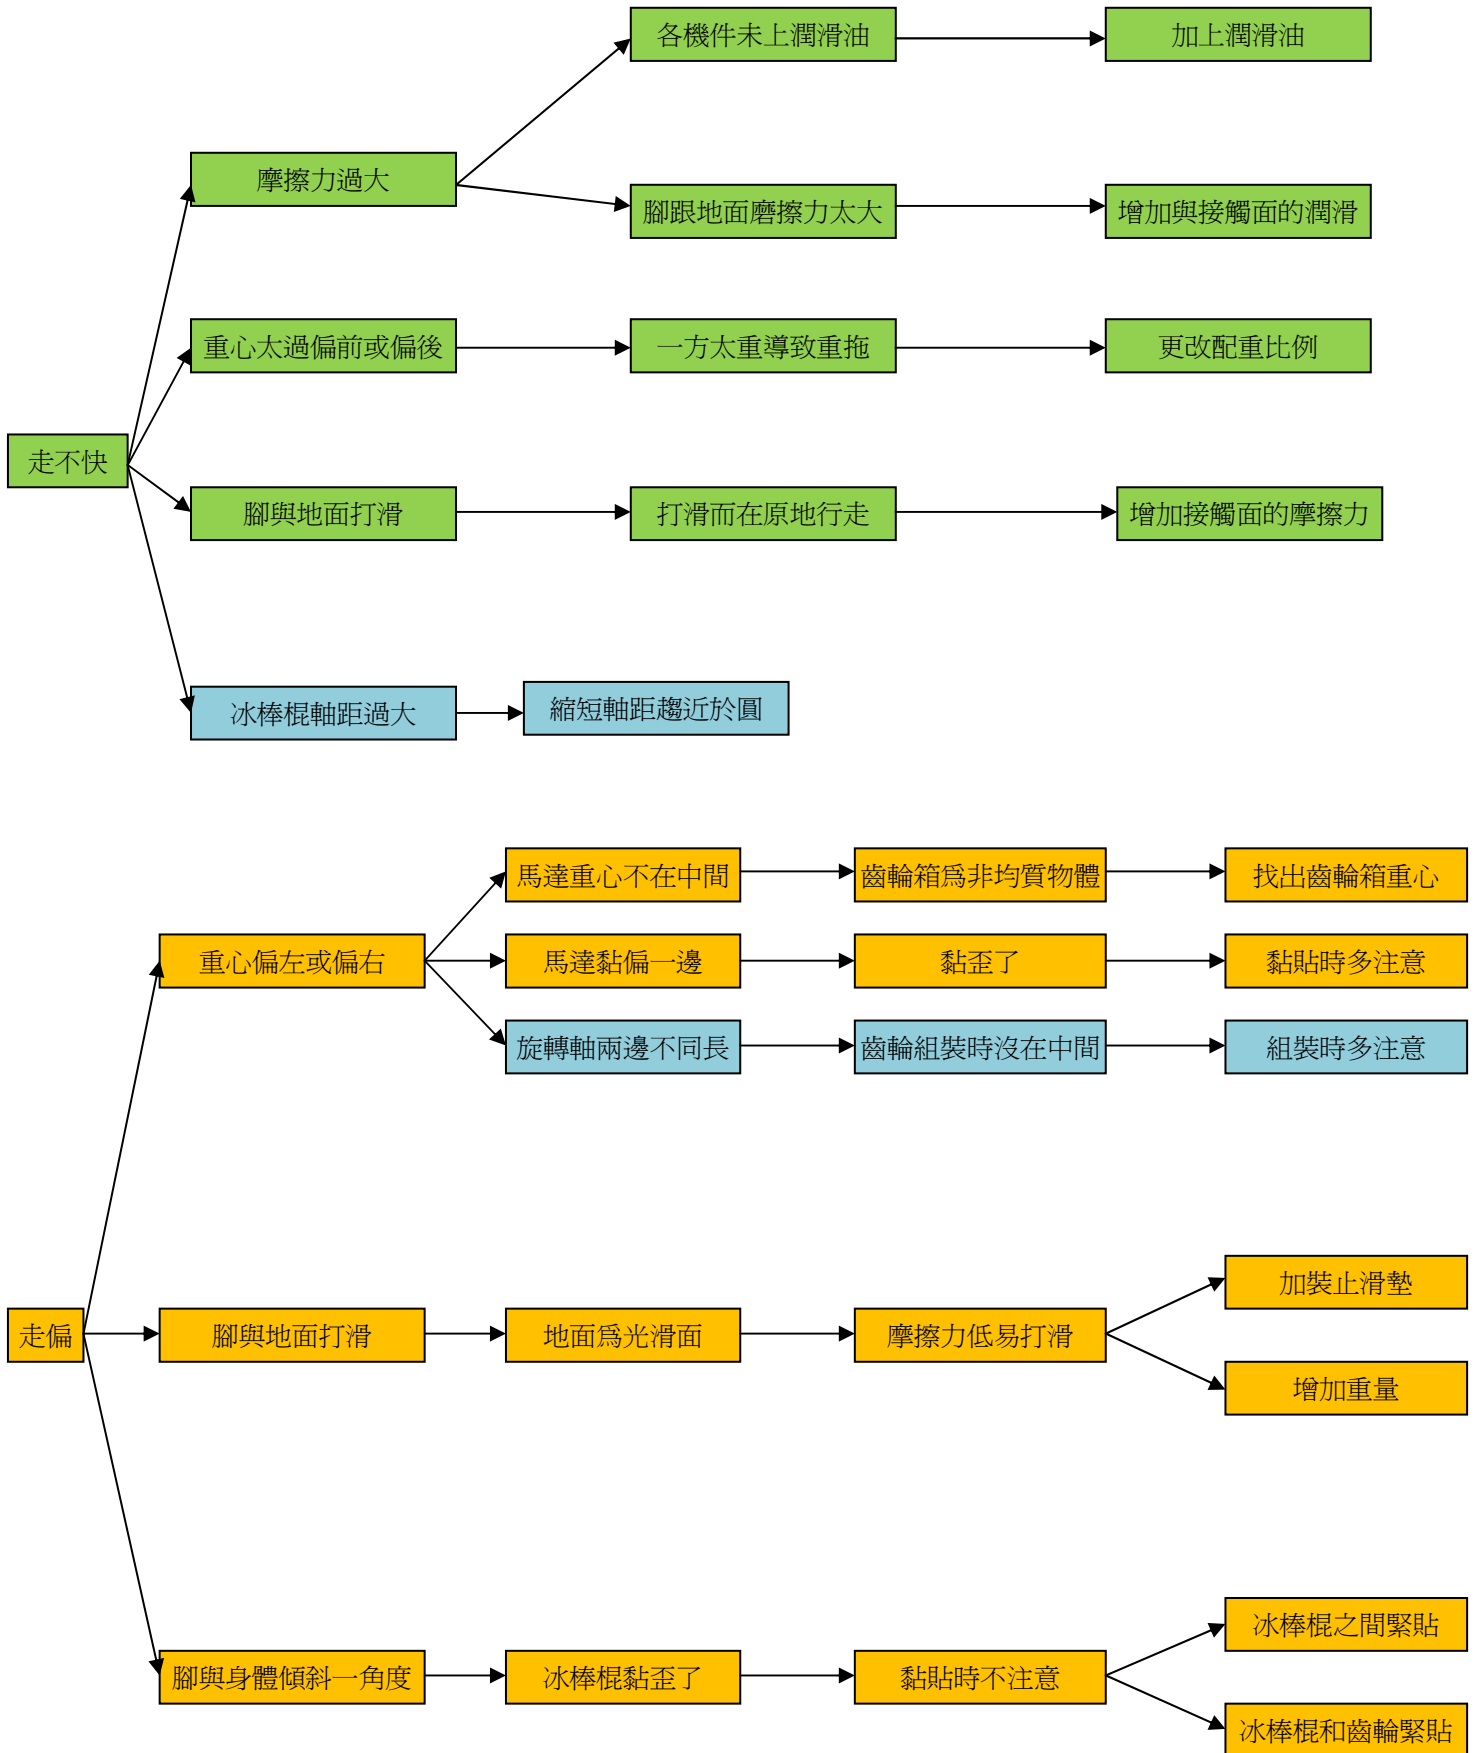 各機件未上潤滑油
加上潤滑油
摩擦力過大
腳跟地面磨擦力太大
增加與接觸面的潤滑
重心太過偏前或偏後
一方太重導致重拖
更改配重比例
走不快
腳與地面打滑
打滑而在原地行走
增加接觸面的摩擦力
冰棒棍軸距過大
縮短軸距趨近於圓
馬達重心不在中間
齒輪箱為非均質物體
找出齒輪箱重心
重心偏左或偏右
馬達黏偏一邊
黏歪了
黏貼時多注意
旋轉軸兩邊不同長
齒輪組裝時沒在中間
組裝時多注意
加裝止滑墊
走偏
腳與地面打滑
地面為光滑面
摩擦力低易打滑
增加重量
冰棒棍之間緊貼
腳與身體傾斜一角度
冰棒棍黏歪了
黏貼時不注意
冰棒棍和齒輪緊貼